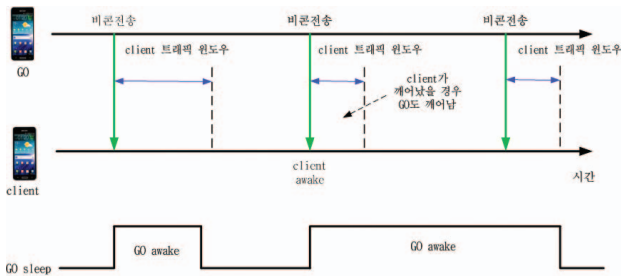 비콘전송 비콘전송 비콘전송
client 트래픽 윈도우 client 트래픽 윈도우 client 트래픽 윈도우
GO
client가
깨어났을 경우
GO도 깨어남
client
awake
시간
client
GO awake
GO awake
GO sleep